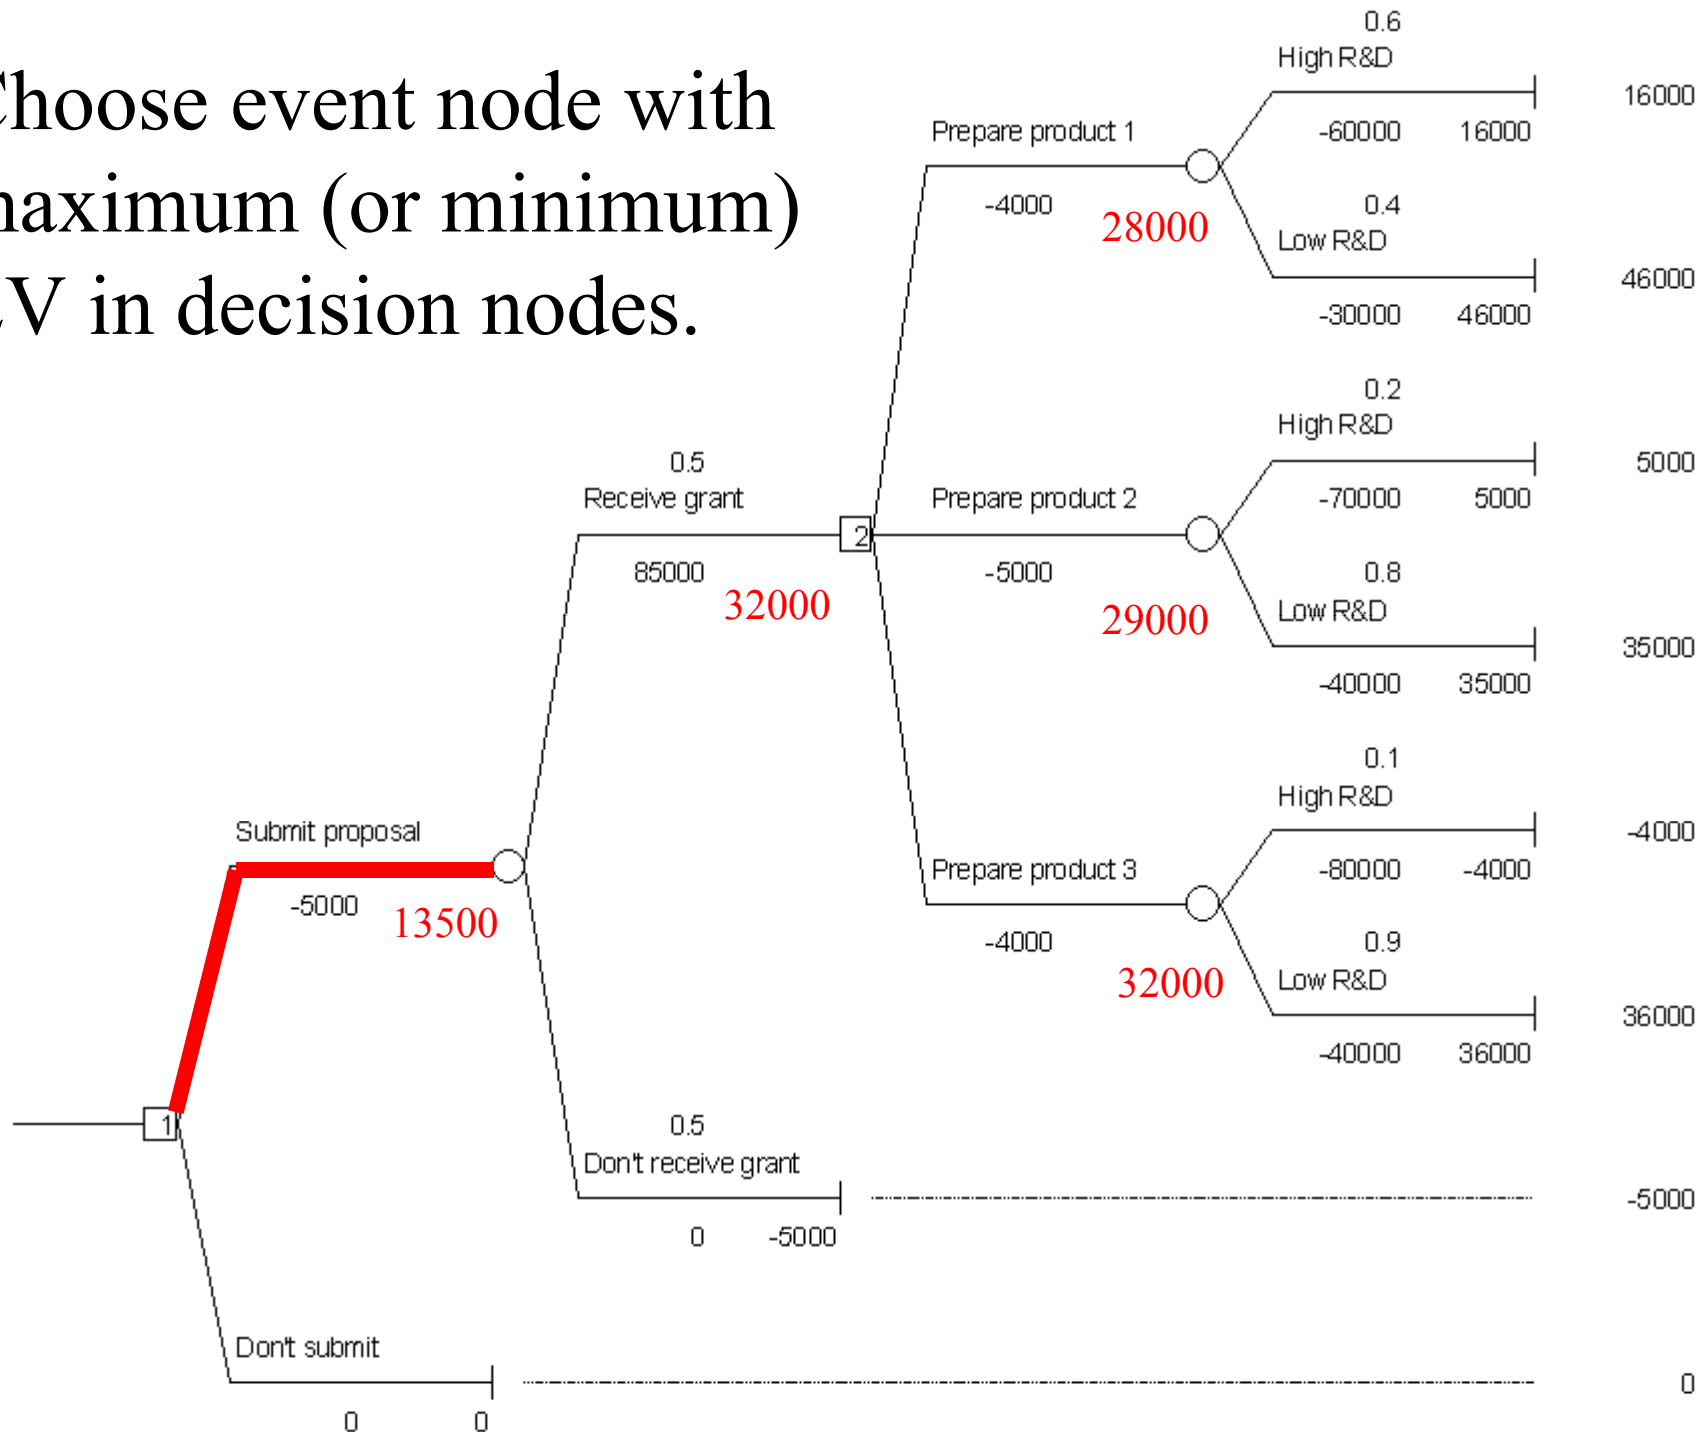 hoose event node with
aximum (or minimum)
V in decision nodes.
0.6
High R&D
16000
-60000 16000
Prepare product 1
-4000
28000
0.4
Low R&D
46000
-30000 46000
0.2
High R&D
5000
-70000 5000
0.5
Receive grant
85000
32000
2
Prepare product 2
-5000
29000
0.8
Low R&D
35000
-40000 35000
0.1
High R&D
-4000
-80000 -4000
Submit proposal
-5000
13500
Prepare product 3
-4000
32000
0.9
Low R&D
36000
-40000 36000
1
0.5
Don't receive grant
-5000
0 -5000
Don't submit
0
0 0